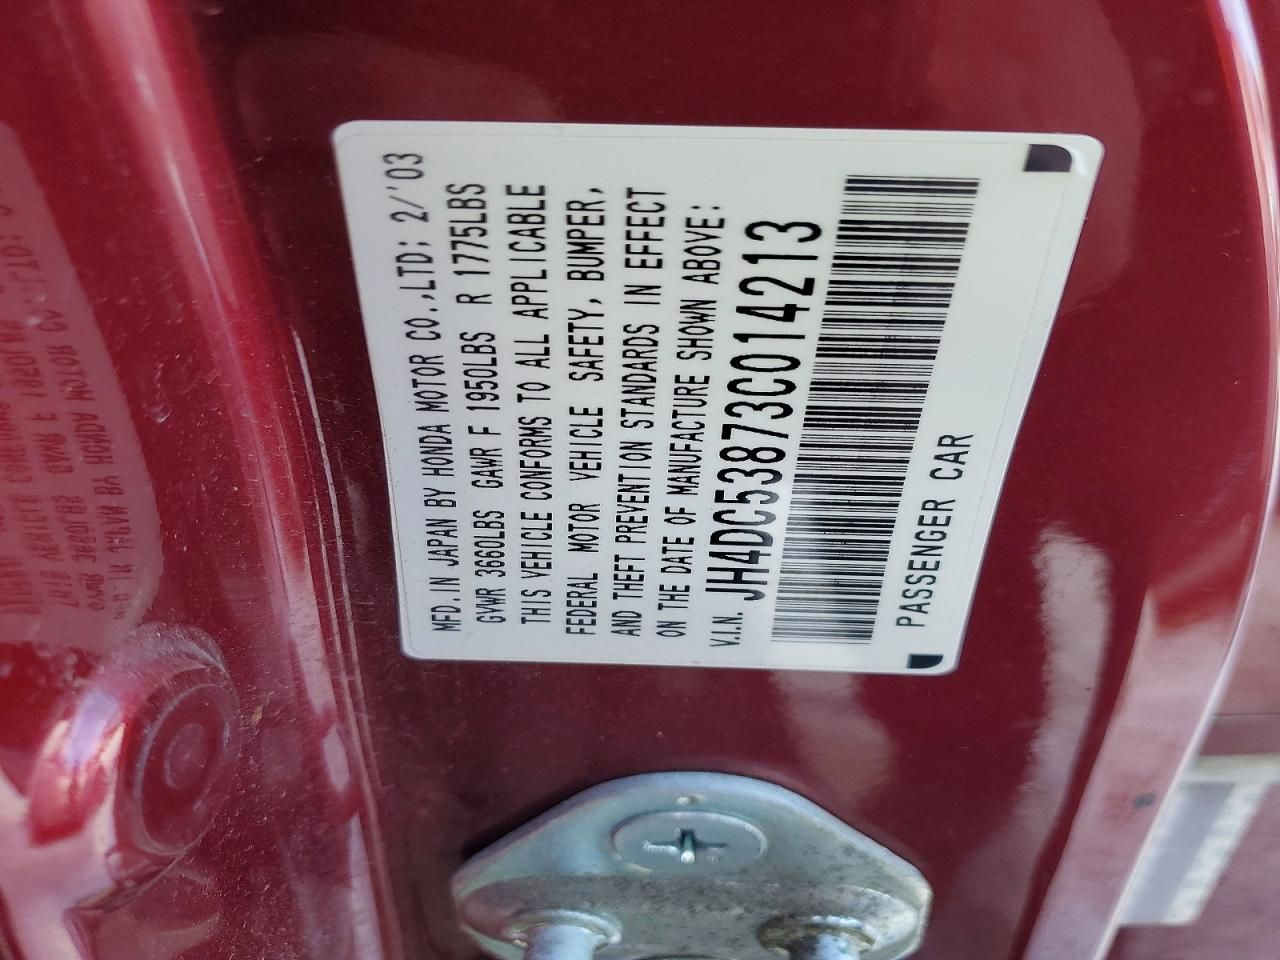 MFD. IN JAPAN BY HONDA MOTOR CO.,LTD: 2/'03
GVWR 3660LBS GAWR F 1950LBS R 1775LBS
THIS VEHICLE CONFORMS TO ALL APPLICABLE
FEDERAL MOTOR VEHICLE SAFETY, BUMPER,
AND THEFT PREVENTION STANDARDS IN EFFECT
ON THE DATE OF MANUFACTURE SHOWN ABOVE:
V.I.N. JH4DC53873C014213
PASSENGER CAR